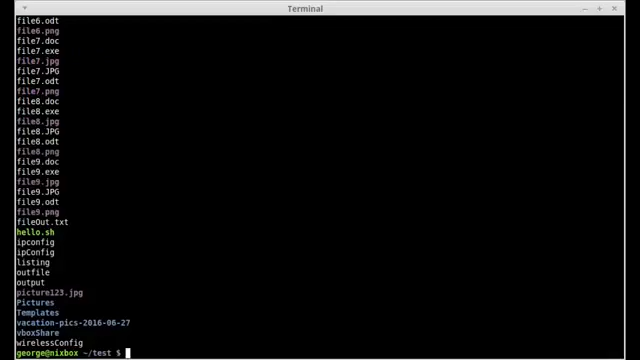 Terminal
file6.odt
file6.png
file7.doc
file7.exe
file7.jpg
file7.JPG
file7.odt
file7.png
file8.doc
file8.exe
file8.jpg
file8.JPG
file8.odt
file8.png
file9.doc
file9.exe
file9.jpg
file9.JPG
file9.odt
file9.png
fileOut.txt
hello.sh
ipconfig
ipConfig
listing
outfile
output
picture123.jpg
Pictures
Templates
vacation-pics-2016-06-27
vboxShare
wirelessConfig
george@nixbox ~/test $